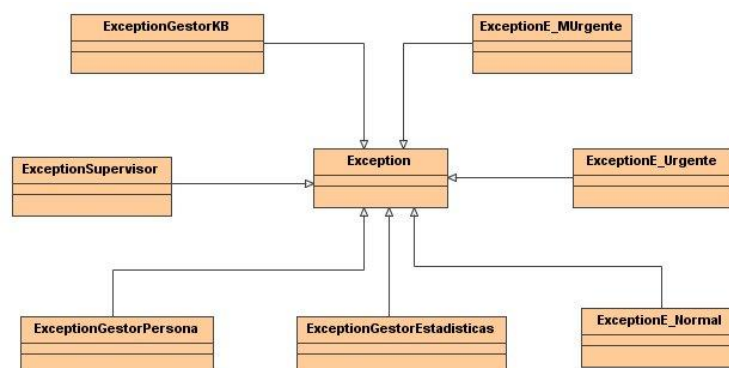 ExceptionGestorKB
ExceptionE_MUrgente
Exception
ExceptionSupervisor
ExceptionE_Urgente
ExceptionGestorPersona
ExceptionGestorEstadisticas
ExceptionE_Normal